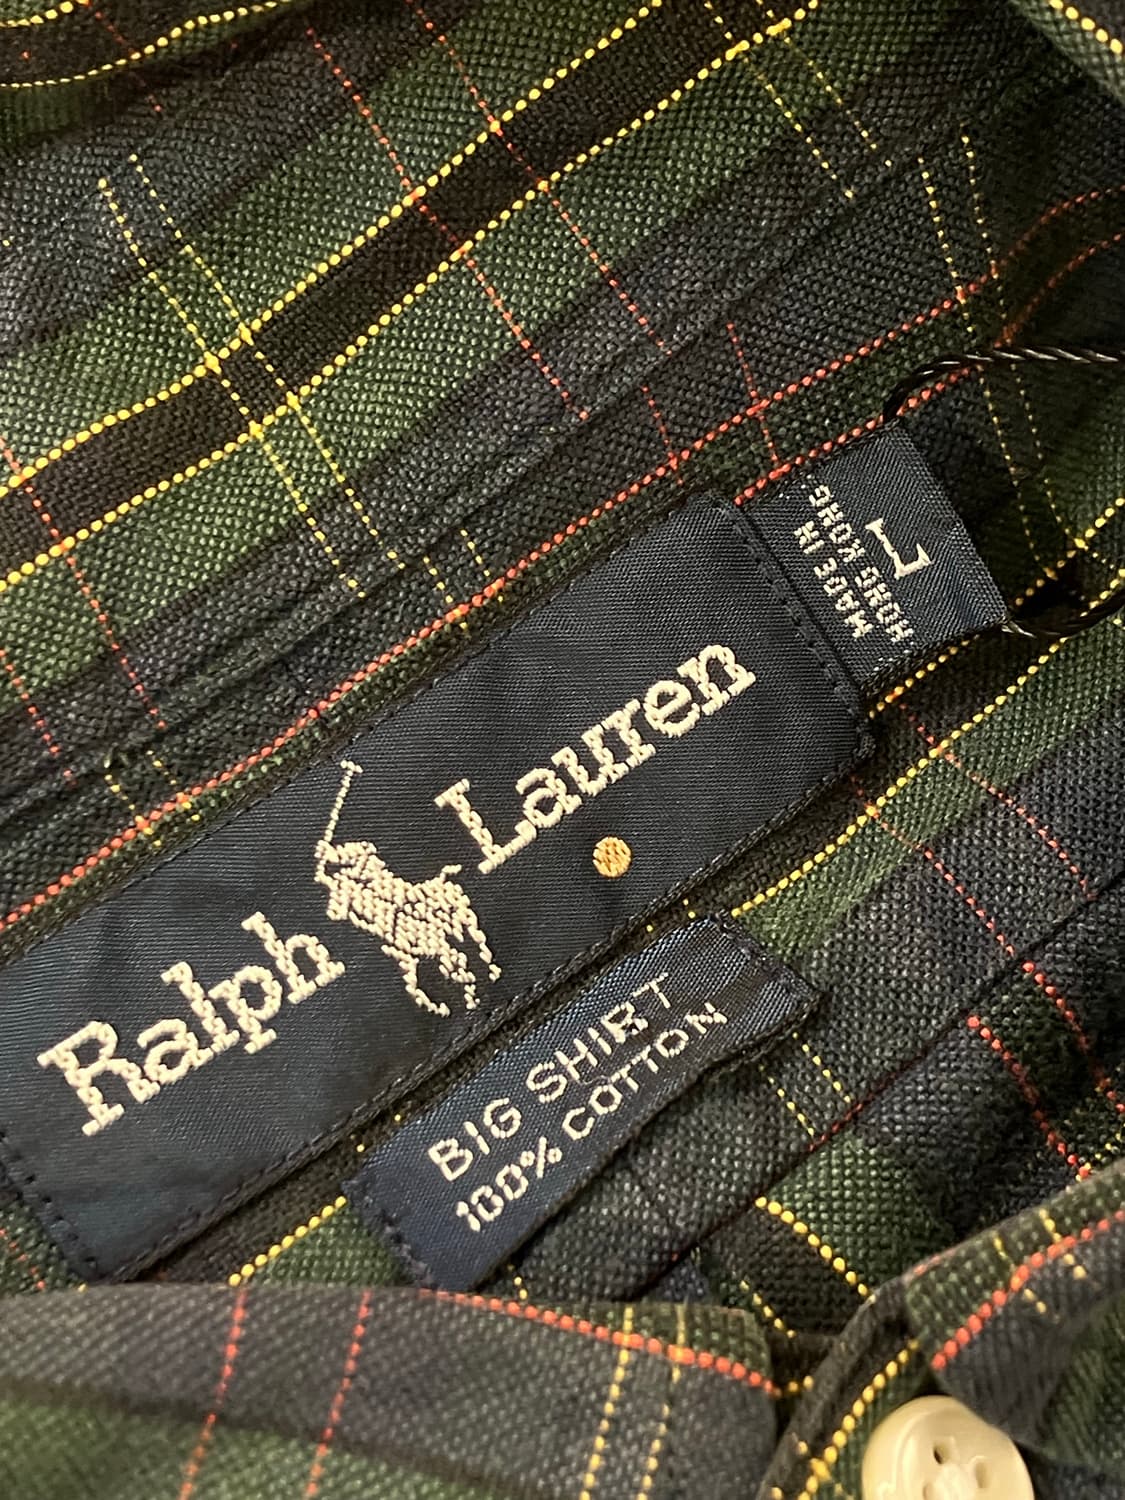 L
MADE IN
HONG KONG
Ralph Lauren
BIG SHIRT
100% COTTON